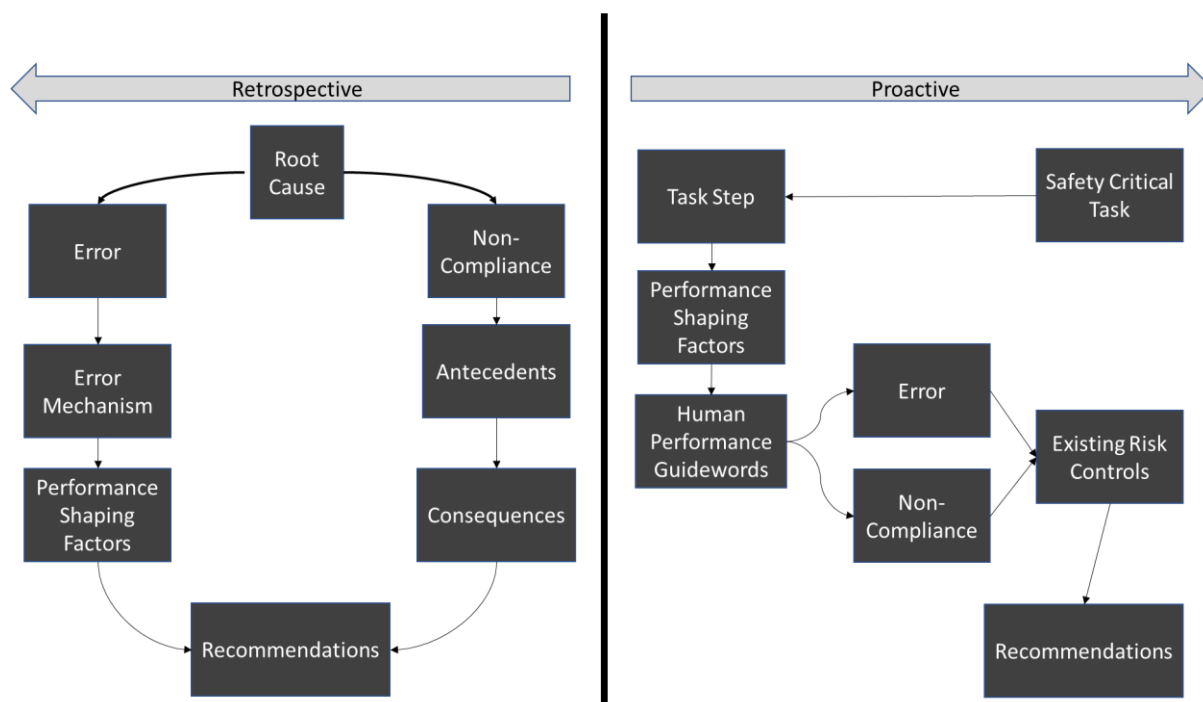 Retrospective
Root
Cause
Error
Non-
Compliance
Error
Mechanism
Antecedents
Performance
Shaping
Factors
Consequences
Recommendations
Proactive
Task Step
Safety Critical
Task
Performance
Shaping
Factors
Human
Performance
Guidewords
Error
Non-
Compliance
Existing Risk
Controls
Recommendations